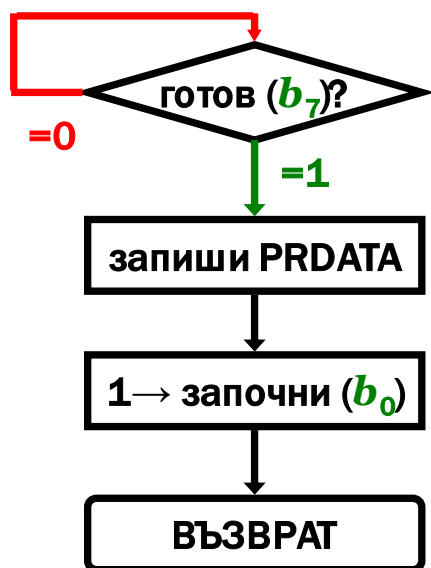 готов (b₇)?
=0
=1
запиши PRDATA
1→ започни (b₀)
ВЪЗВРАТ